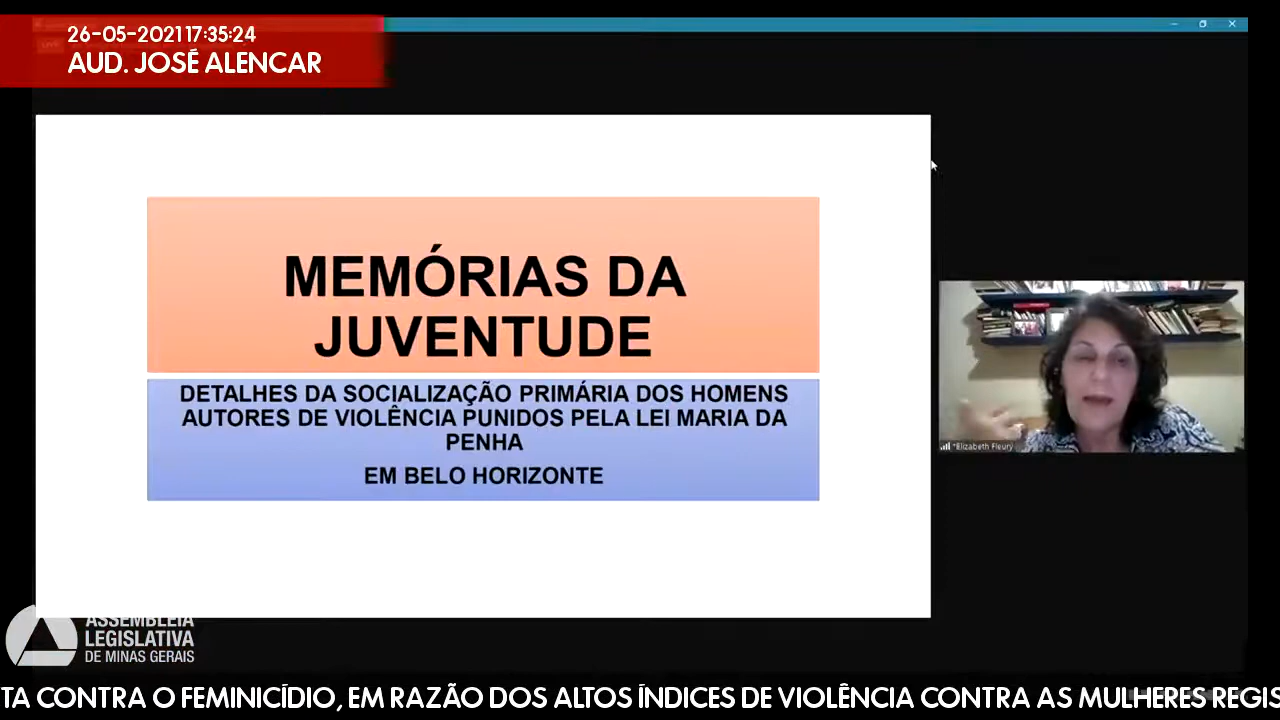 26-05-2021 17:35:24
AUD. JOSÉ ALENCAR
MEMÓRIAS DA
JUVENTUDE
DETALHES DA SOCIALIZAÇÃO PRIMÁRIA DOS HOMENS
AUTORES DE VIOLÊNCIA PUNIDOS PELA LEI MARIA DA
PENHA
EM BELO HORIZONTE
*Elizabeth Fleury
ASSEMBLEIA
LEGISLATIVA
DE MINAS GERAIS
TA CONTRA O FEMINICÍDIO, EM RAZÃO DOS ALTOS ÍNDICES DE VIOLÊNCIA CONTRA AS MULHERES REGIS